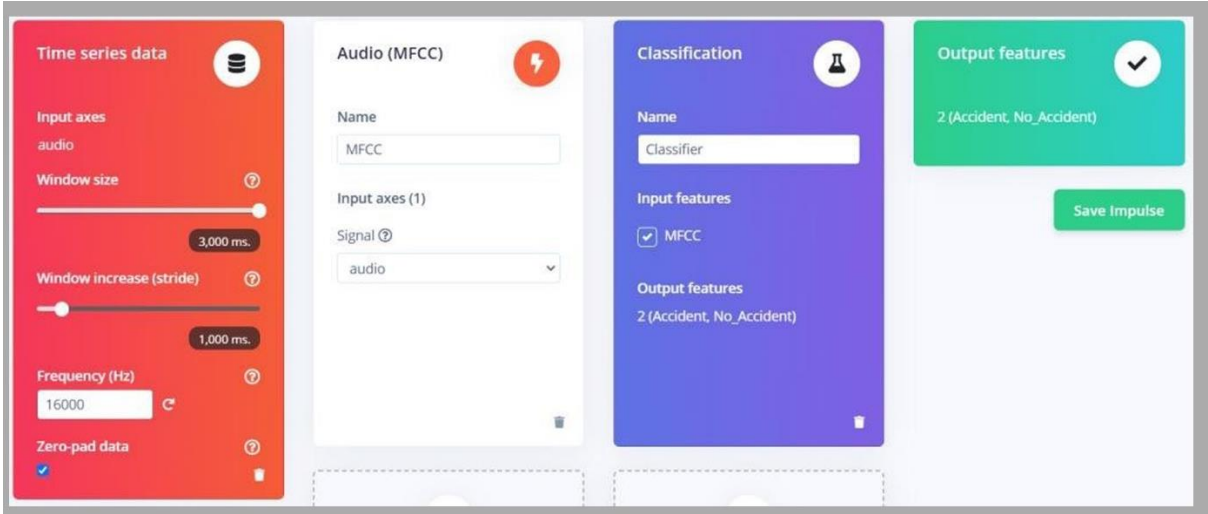 Time series data
Input axes
audio
Window size
3,000 ms.
Window increase (stride)
1,000 ms.
Frequency (Hz)
16000
Zero-pad data
Audio (MFCC)
Name
MFCC
Input axes (1)
Signal
audio
Classification
Name
Classifier
Input features
MFCC
Output features
2 (Accident, No_Accident)
Output features
2 (Accident, No_Accident)
Save Impulse